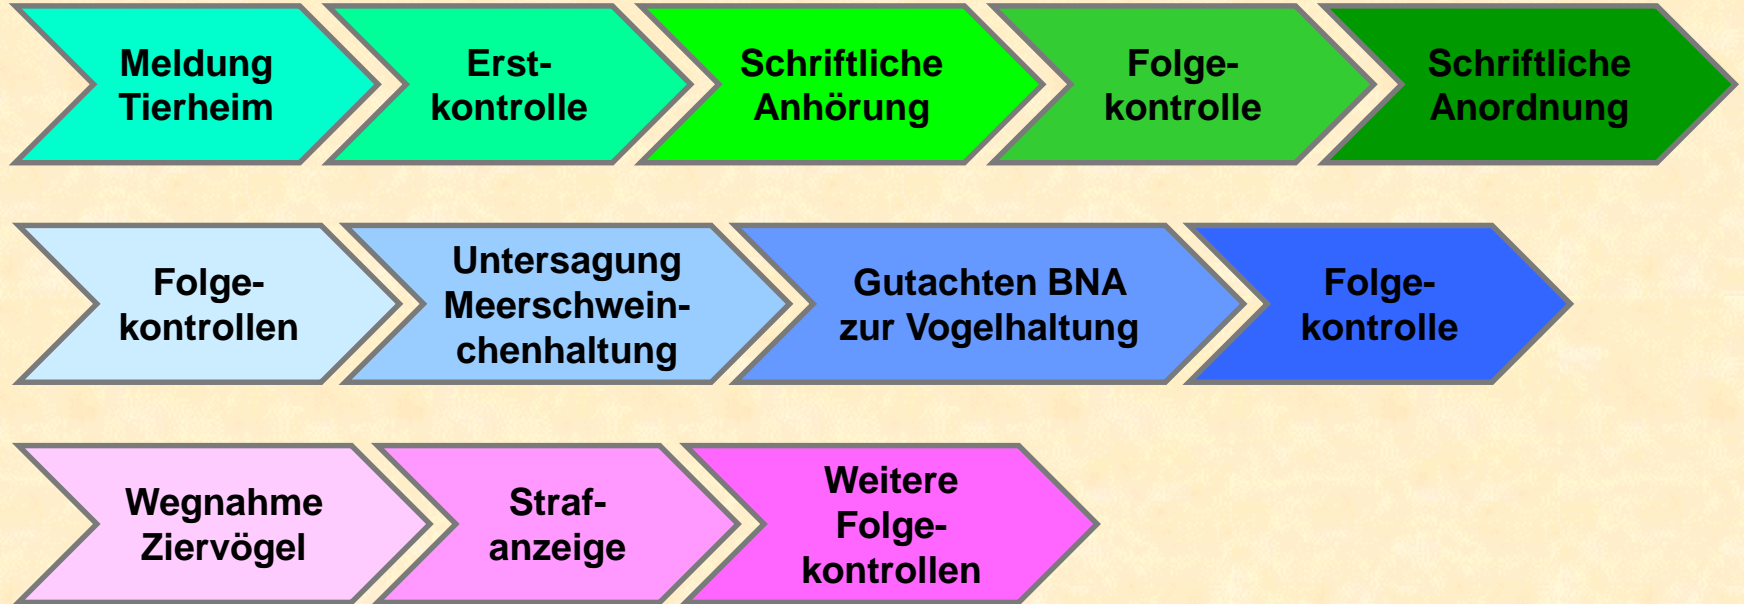 Meldung
Tierheim
Erst-
kontrolle
Schriftliche
Anhörung
Folge-
kontrolle
Schriftliche
Anordnung
Folge-
kontrollen
Untersagung
Meerschwein-
chenhaltung
Gutachten BNA
zur Vogelhaltung
Folge-
kontrolle
Wegnahme
Ziervögel
Straf-
anzeige
Weitere
Folge-
kontrollen